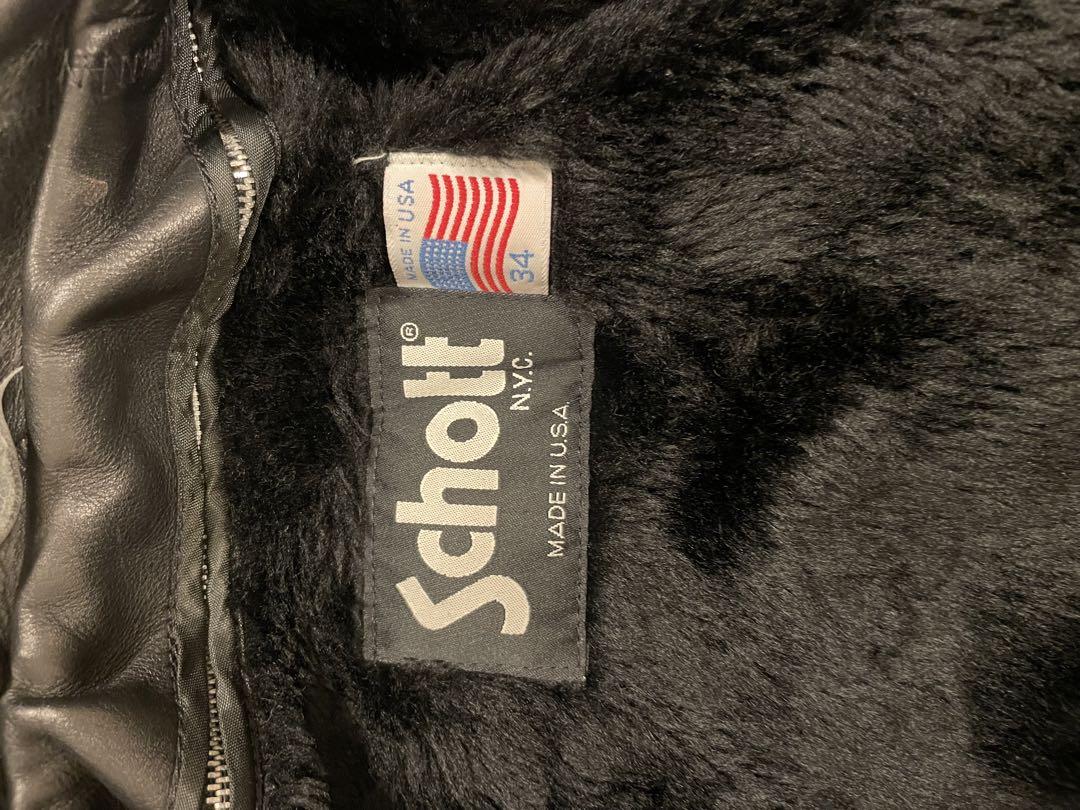 MADE IN USA
34
Schott®
N.Y.C.
MADE IN U.S.A.